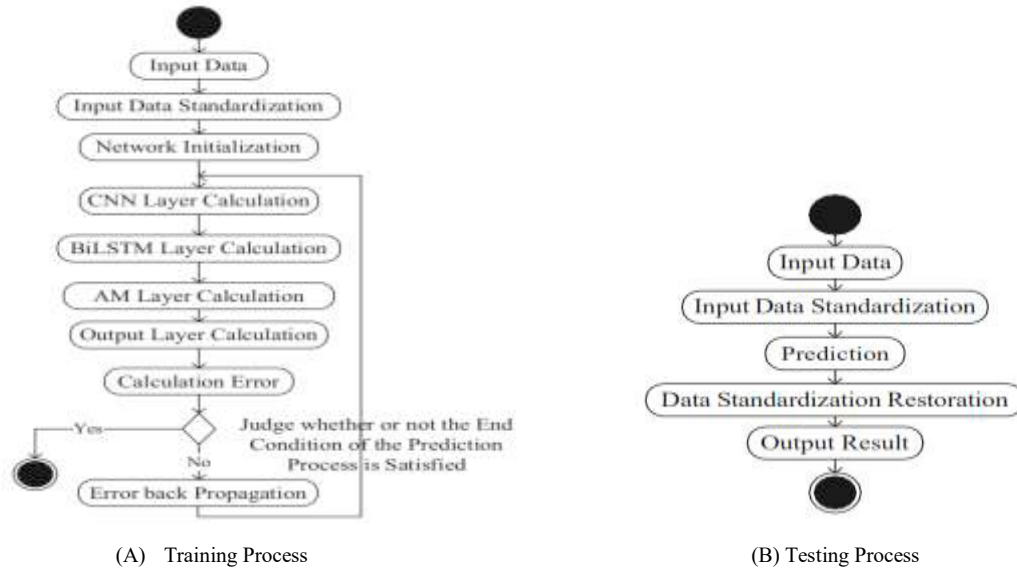 Input Data
Input Data Standardization
Network Initialization
CNN Layer Calculation
BiLSTM Layer Calculation
AM Layer Calculation
Output Layer Calculation
Calculation Error
Yes
Judge whether or not the End
Condition of the Prediction
Process is Satisfied
No
Error back Propagation
(A) Training Process
Input Data
Input Data Standardization
Prediction
Data Standardization Restoration
Output Result
(B) Testing Process